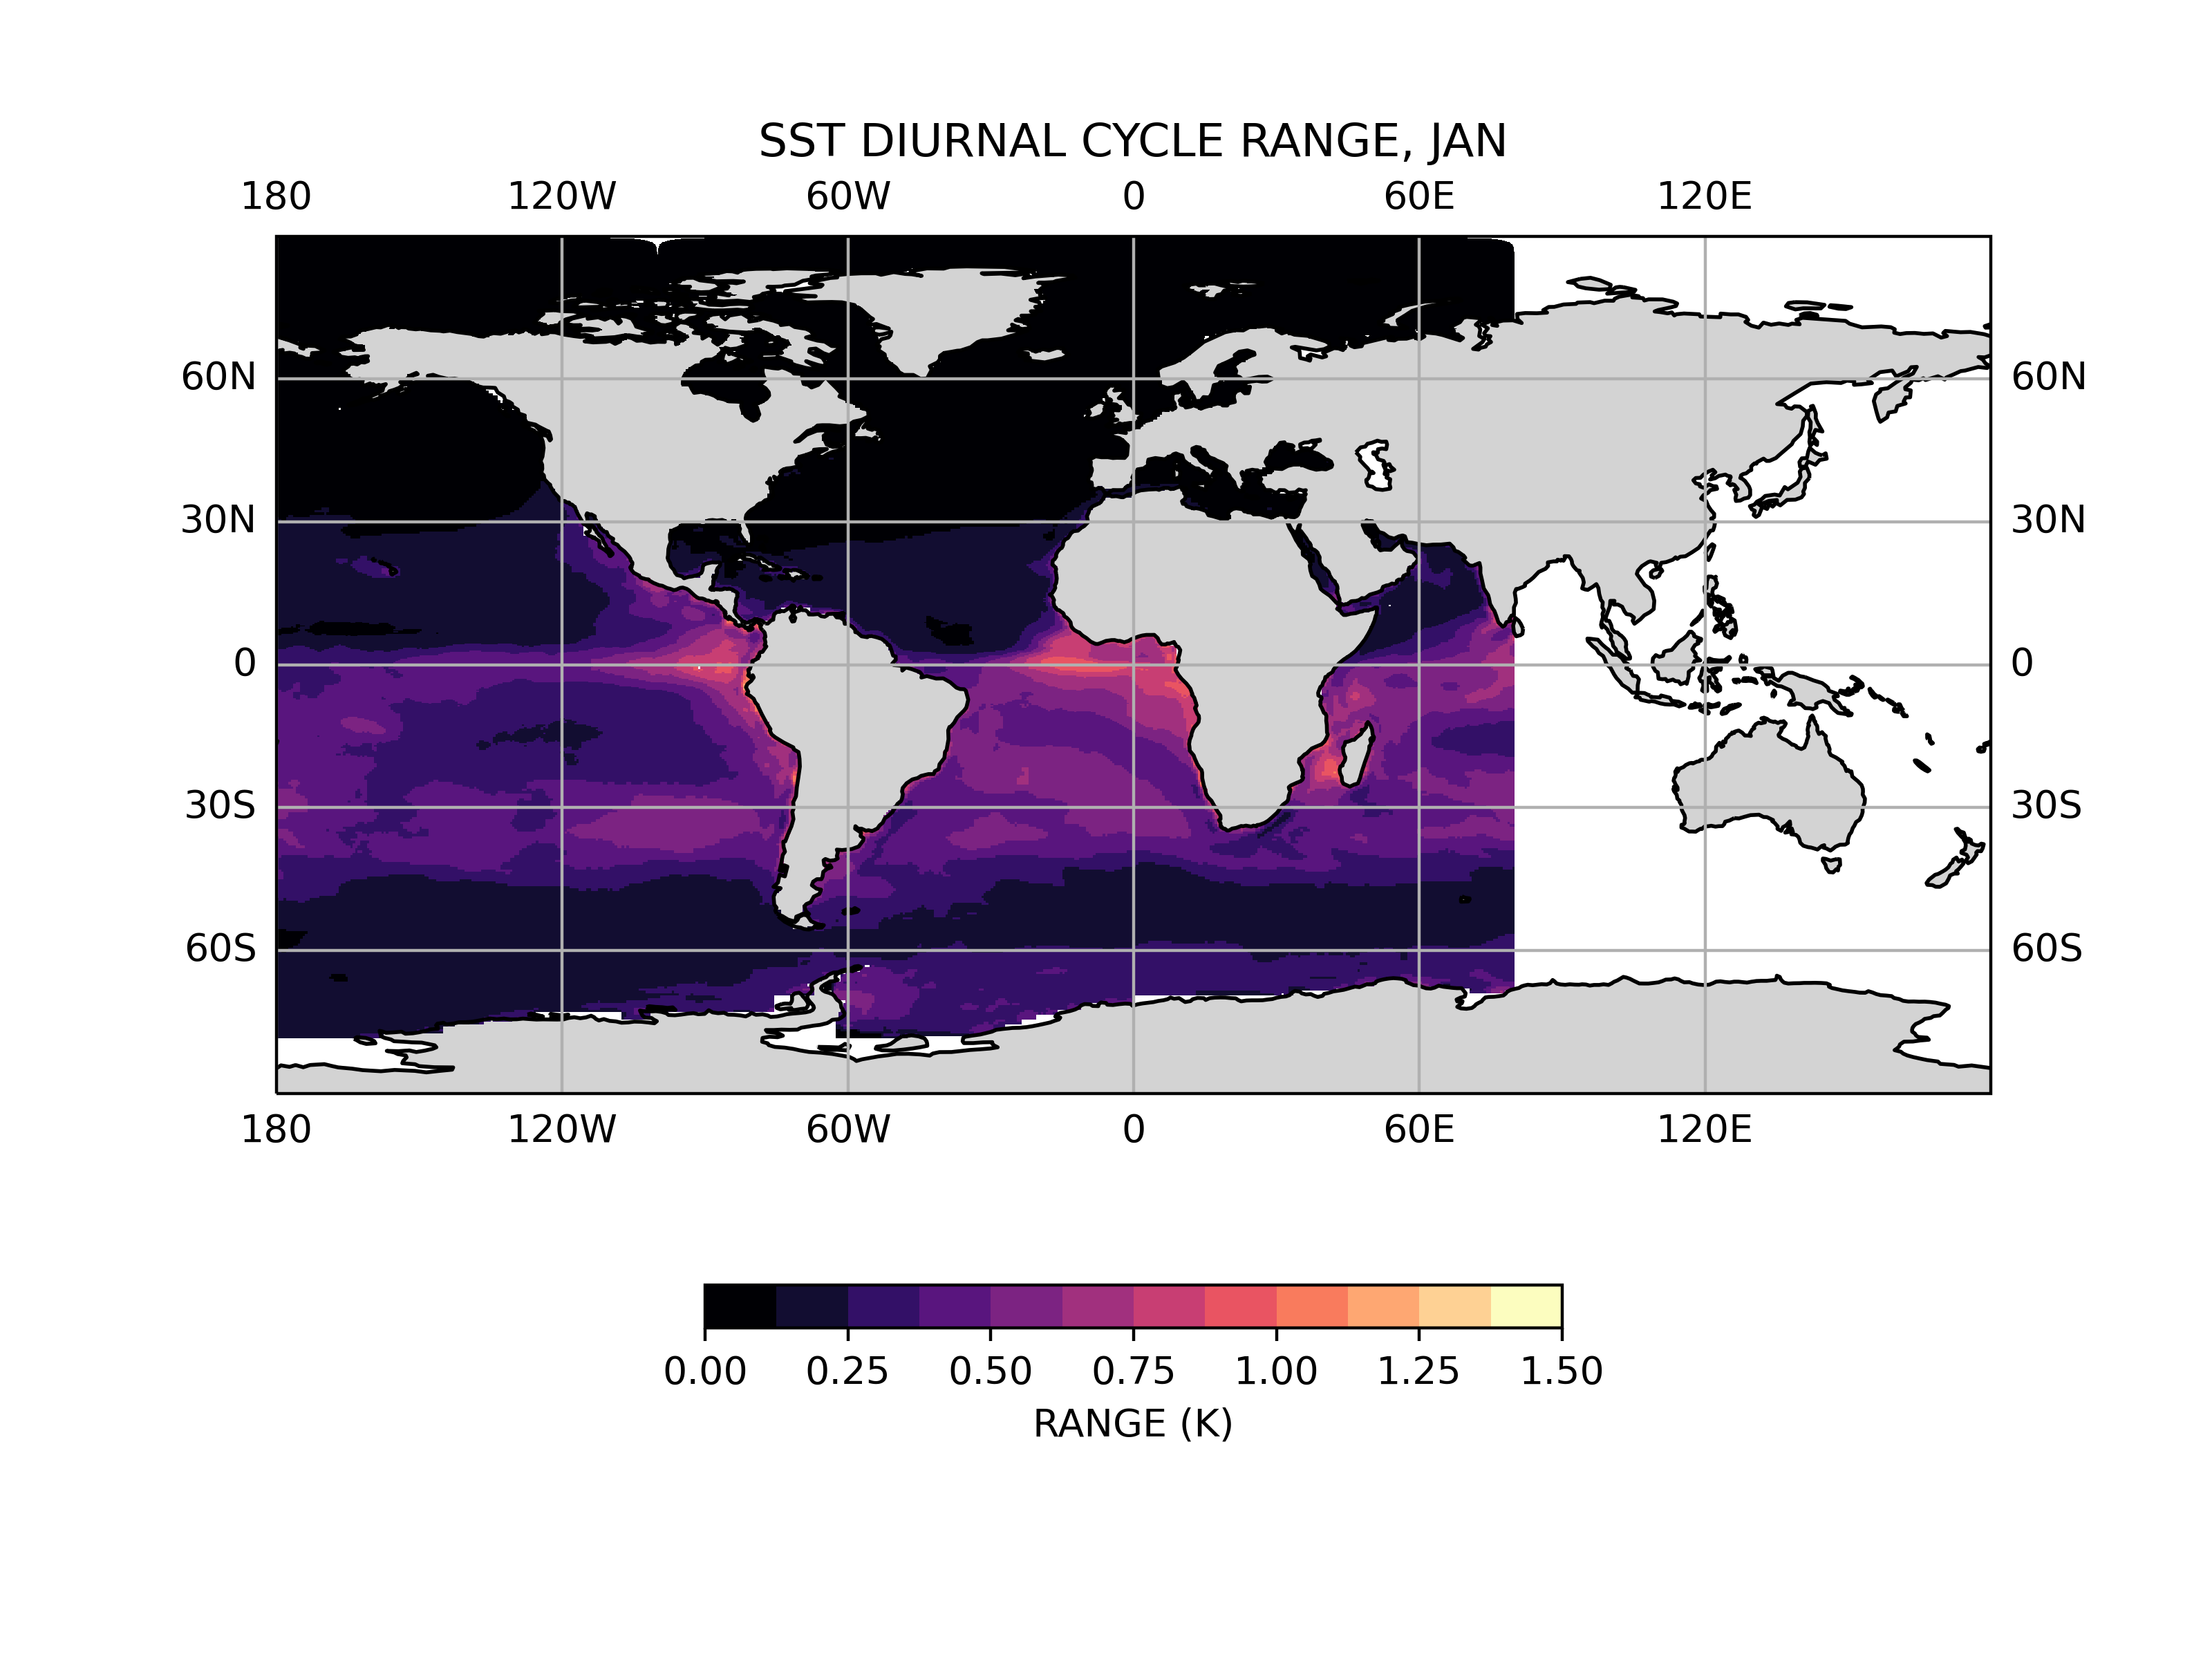 SST DIURNAL CYCLE RANGE, JAN
180 120W 60W 0 60E 120E
60N 60N
30N 30N
0 0
30S 30S
60S 60S
180 120W 60W 0 60E 120E
0.00 0.25 0.50 0.75 1.00 1.25 1.50
RANGE (K)